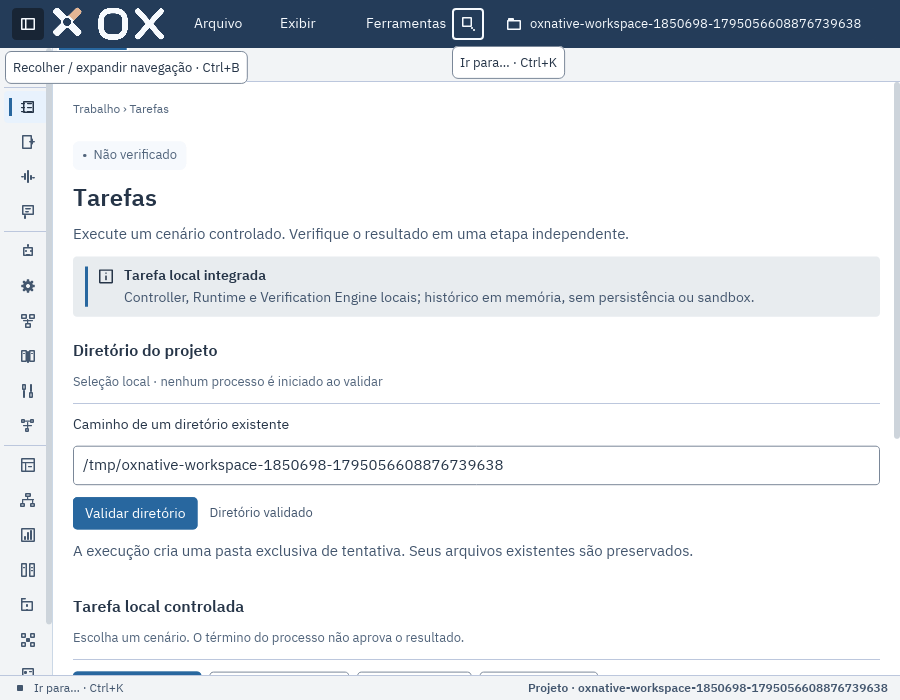 OX
Arquivo
Exibir
Ferramentas
oxnative-workspace-1850698-1795056608876739638
Recolher / expandir navegação · Ctrl+B
Ir para... · Ctrl+K
Trabalho › Tarefas
• Não verificado
Tarefas
Execute um cenário controlado. Verifique o resultado em uma etapa independente.
Tarefa local integrada
Controller, Runtime e Verification Engine locais; histórico em memória, sem persistência ou sandbox.
Diretório do projeto
Seleção local · nenhum processo é iniciado ao validar
Caminho de um diretório existente
/tmp/oxnative-workspace-1850698-1795056608876739638
Validar diretório
Diretório validado
A execução cria uma pasta exclusiva de tentativa. Seus arquivos existentes são preservados.
Tarefa local controlada
Escolha um cenário. O término do processo não aprova o resultado.
Ir para... · Ctrl+K
Projeto · oxnative-workspace-1850698-1795056608876739638